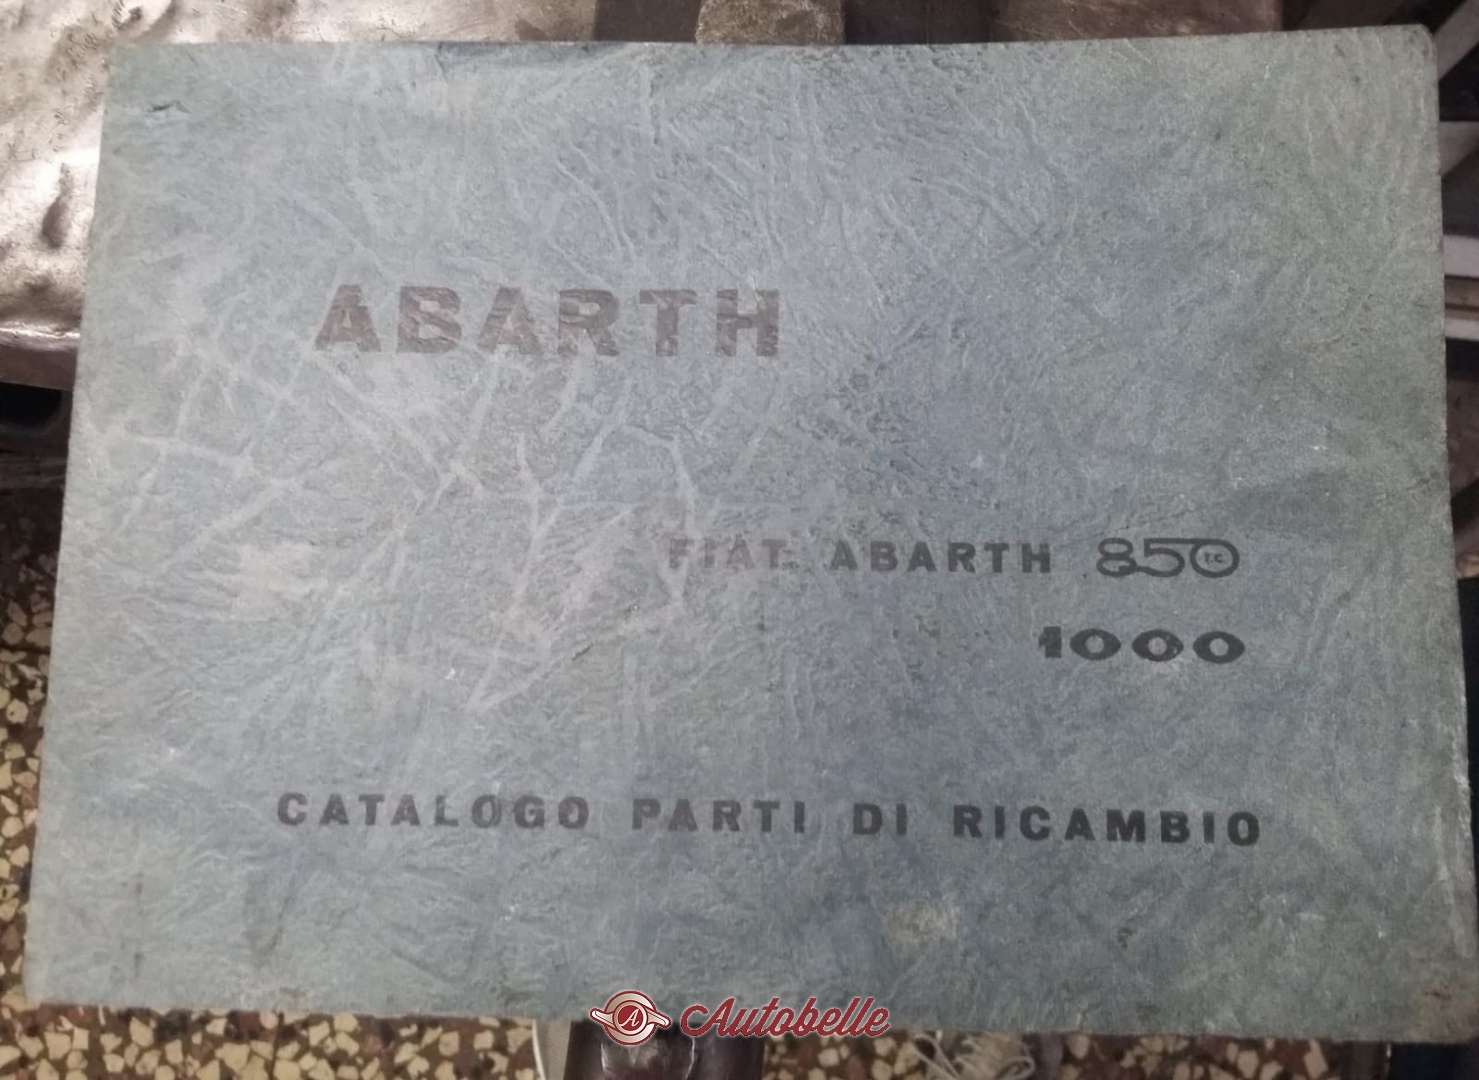 ABARTH
FIAT ABARTH 850 TC
1000
CATALOGO PARTI DI RICAMBIO
A Autobelle